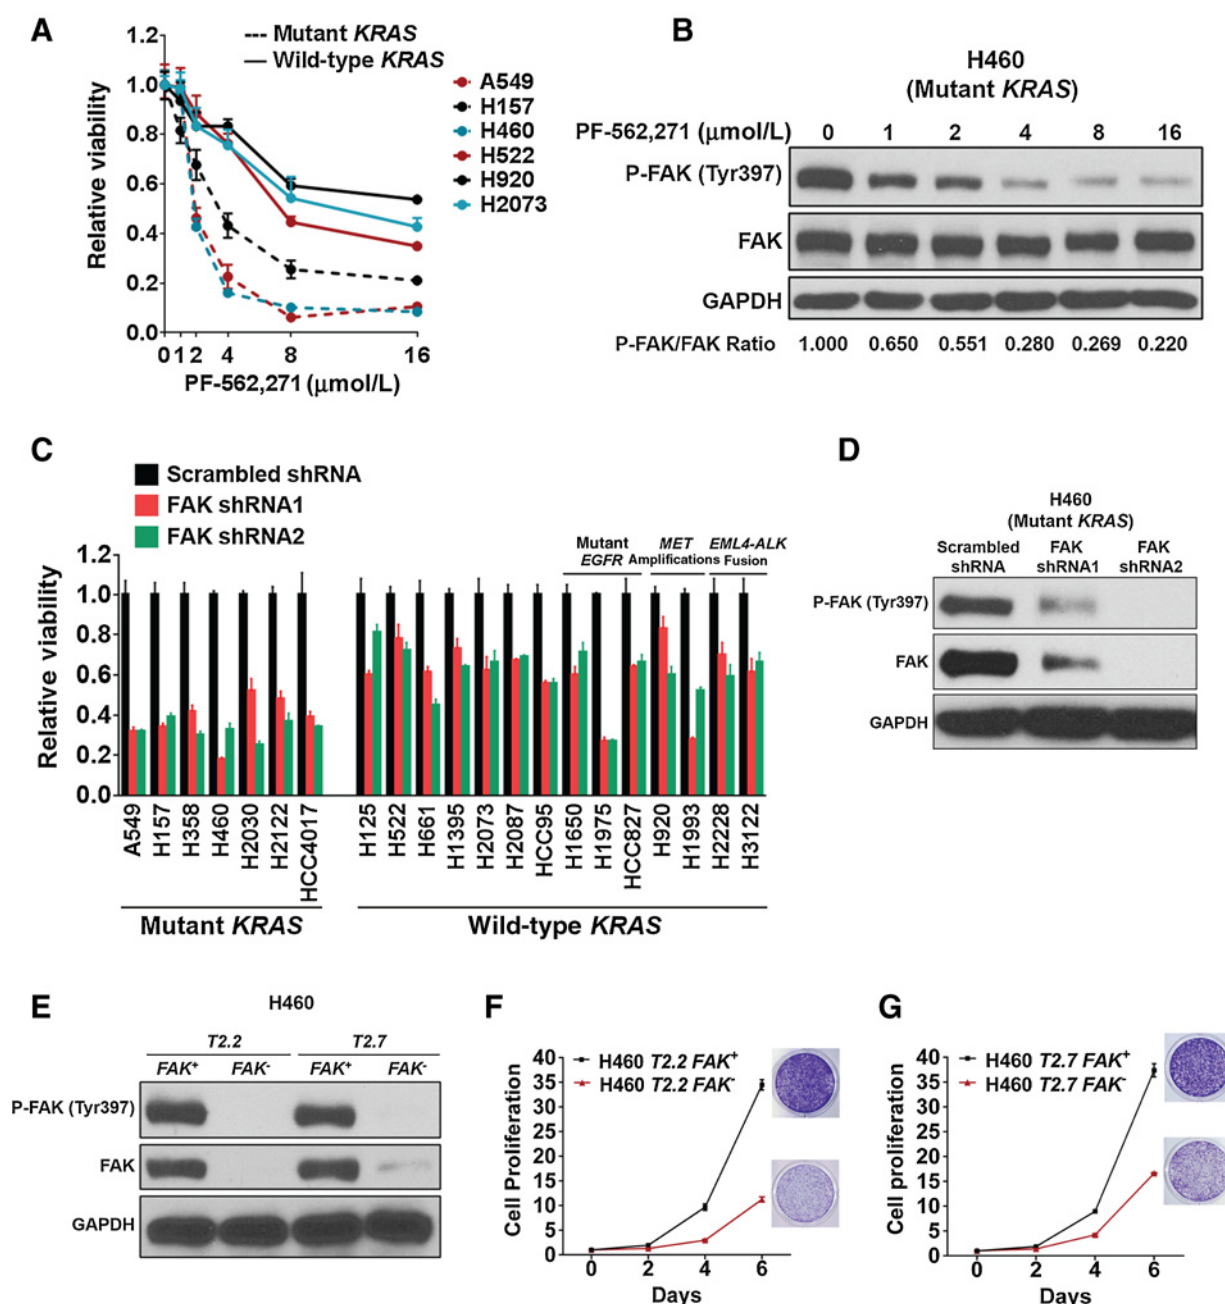 A
1.2
1.0
0.8
0.6
0.4
0.2
0.0
Relative viability
0 1 2 4 8 16
PF-562,271 (μmol/L)
Mutant KRAS
Wild-type KRAS
A549
H157
H460
H522
H920
H2073
B
H460
(Mutant KRAS)
PF-562,271 (μmol/L) 0 1 2 4 8 16
P-FAK (Tyr397)
FAK
GAPDH
P-FAK/FAK Ratio 1.000 0.650 0.551 0.280 0.269 0.220
C
Scrambled shRNA
FAK shRNA1
FAK shRNA2
1.2
1.0
0.8
0.6
0.4
0.2
0.0
Relative viability
Mutant EGFR
MET Amplifications
EML4-ALK Fusion
A549 H157 H358 H460 H2030 H2122 HCC4017
H125 H522 H661 H1395 H2073 H2087 HCC95 H1650 H1975 HCC827 H920 H1993 H2228 H3122
Mutant KRAS
Wild-type KRAS
D
H460
(Mutant KRAS)
Scrambled shRNA
FAK shRNA1
FAK shRNA2
P-FAK (Tyr397)
FAK
GAPDH
E
H460
T2.2 T2.7
FAK+ FAK- FAK+ FAK-
P-FAK (Tyr397)
FAK
GAPDH
F
H460 T2.2 FAK+
H460 T2.2 FAK-
40
35
30
25
20
15
10
5
0
Cell Proliferation
0 2 4 6
Days
G
H460 T2.7 FAK+
H460 T2.7 FAK-
40
35
30
25
20
15
10
5
0
Cell proliferation
0 2 4 6
Days